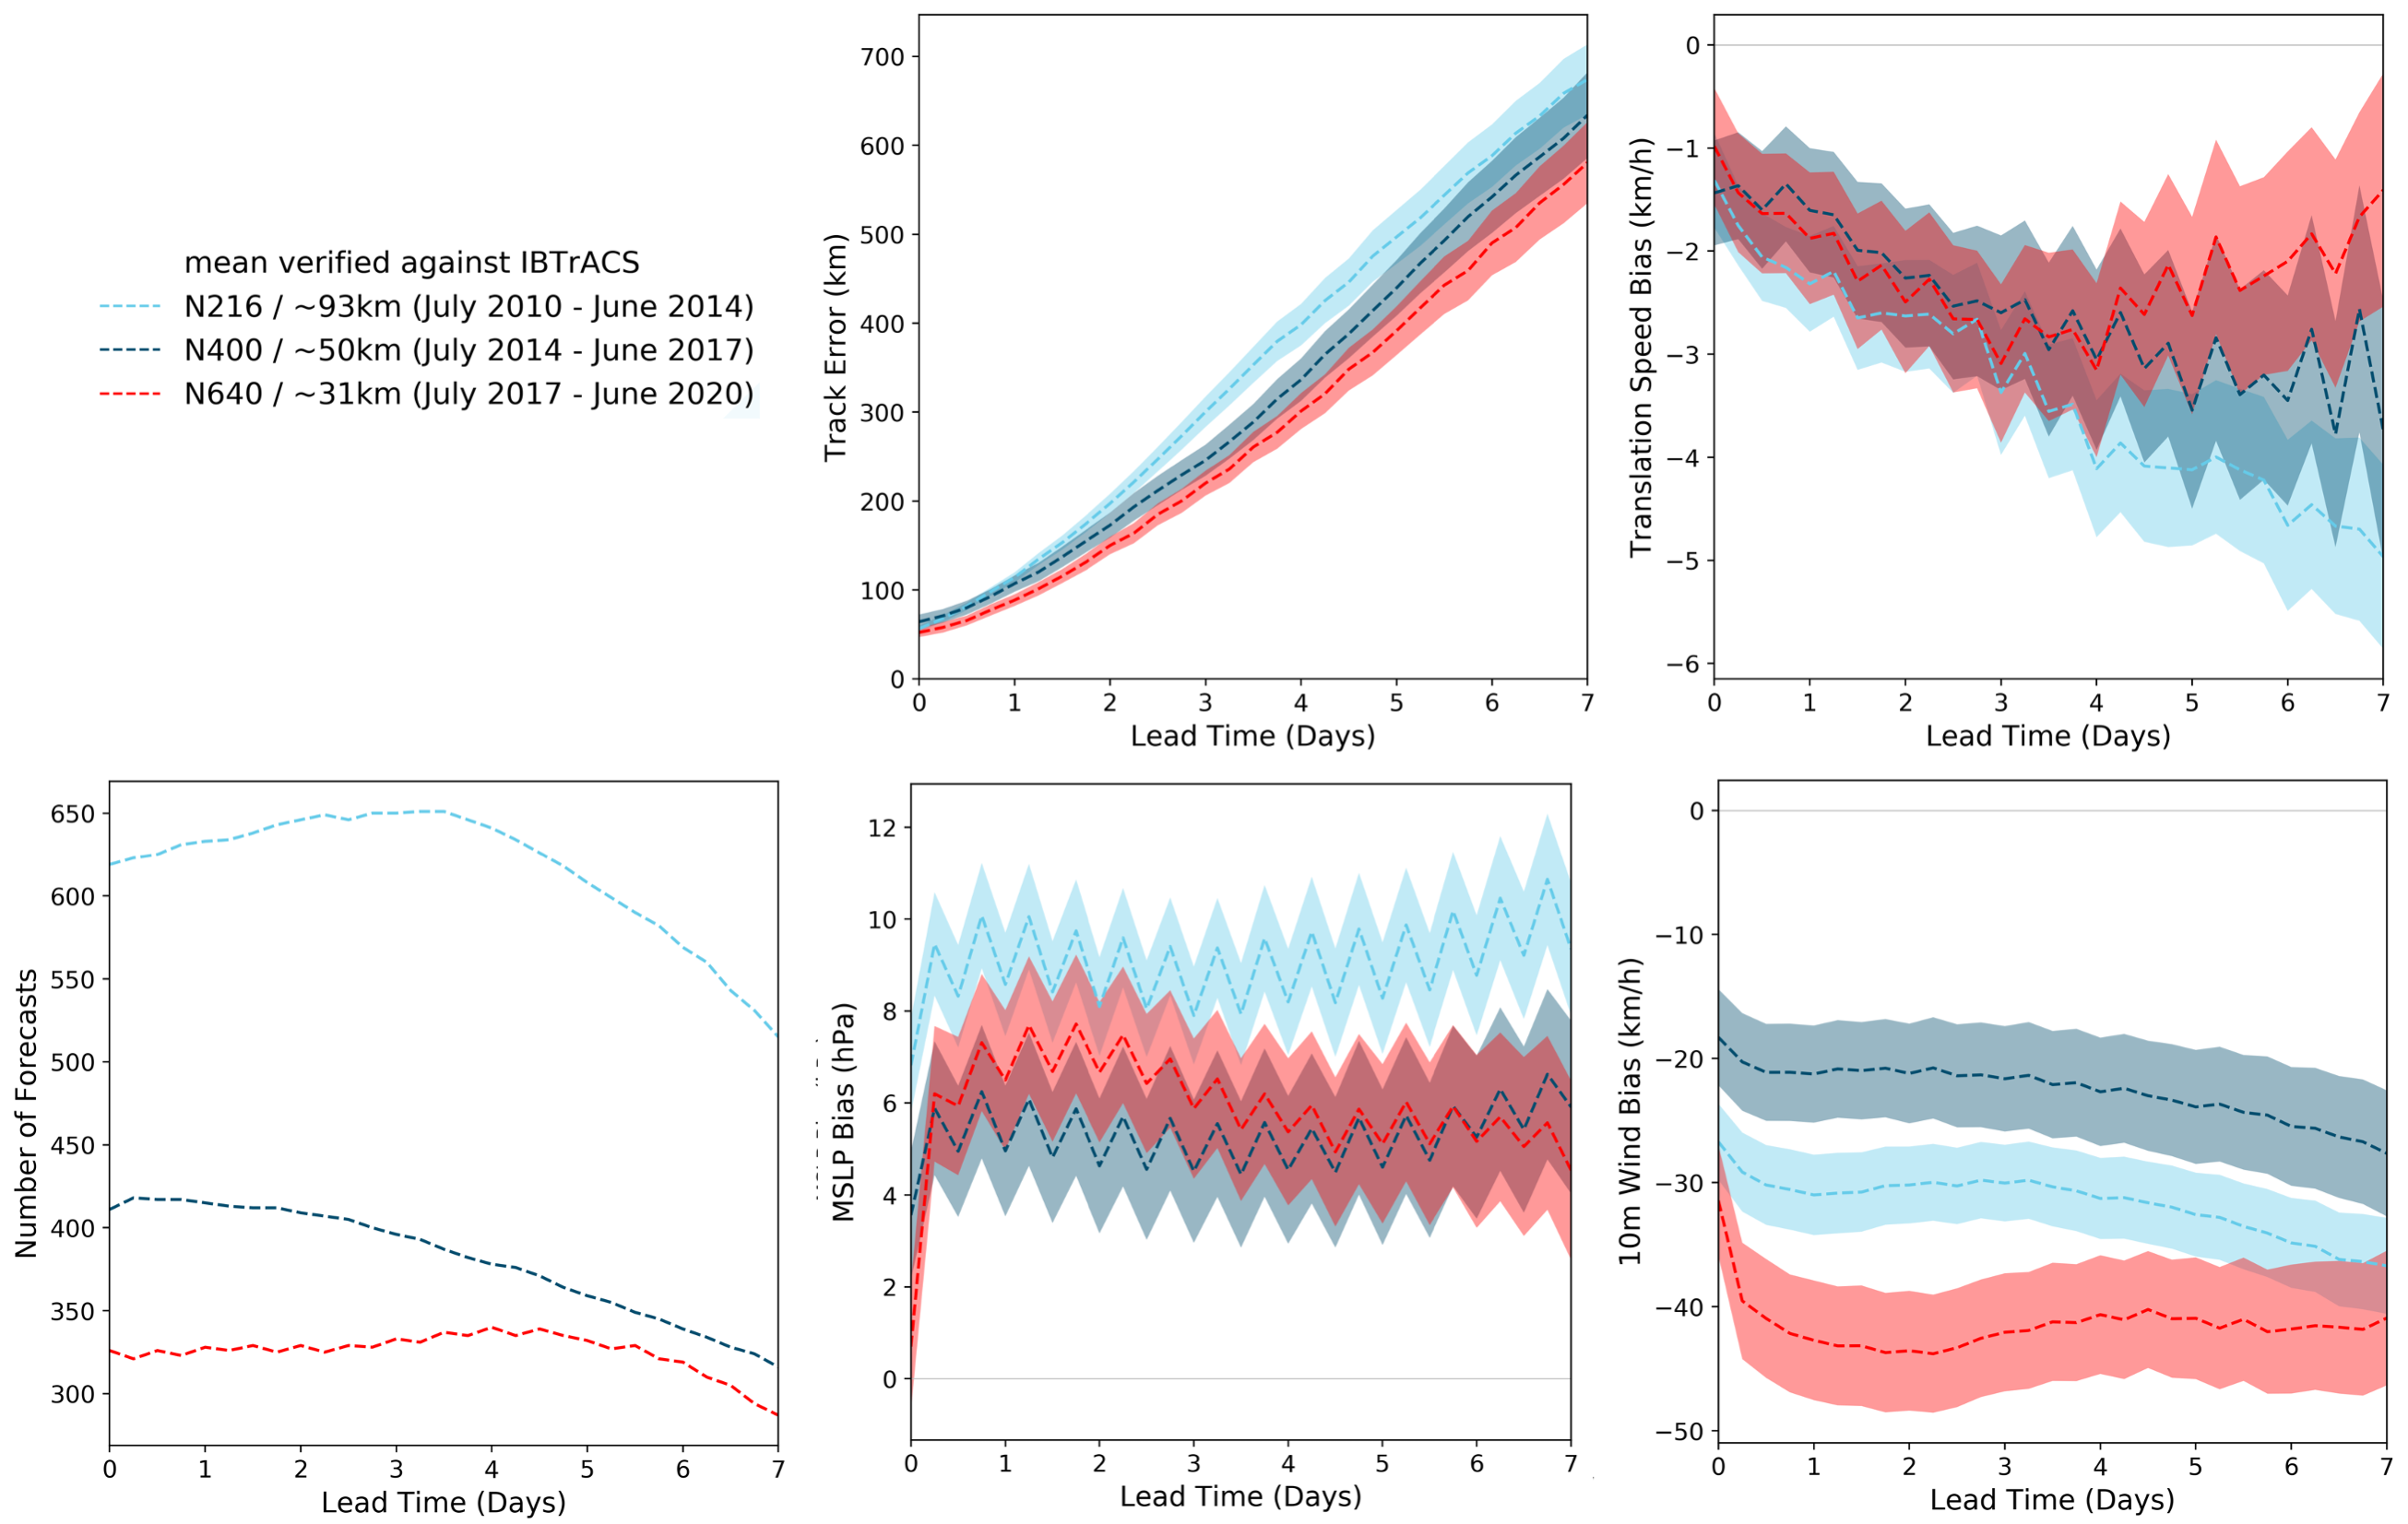 mean verified against IBTrACS
N216 / ~93km (July 2010 - June 2014)
N400 / ~50km (July 2014 - June 2017)
N640 / ~31km (July 2017 - June 2020)
Track Error (km)
700
600
500
400
300
200
100
0
0 1 2 3 4 5 6 7
Lead Time (Days)
Translation Speed Bias (km/h)
0
−1
−2
−3
−4
−5
−6
0 1 2 3 4 5 6 7
Lead Time (Days)
Number of Forecasts
650
600
550
500
450
400
350
300
0 1 2 3 4 5 6 7
Lead Time (Days)
MSLP Bias (hPa)
12
10
8
6
4
2
0
0 1 2 3 4 5 6 7
Lead Time (Days)
10m Wind Bias (km/h)
0
−10
−20
−30
−40
−50
0 1 2 3 4 5 6 7
Lead Time (Days)